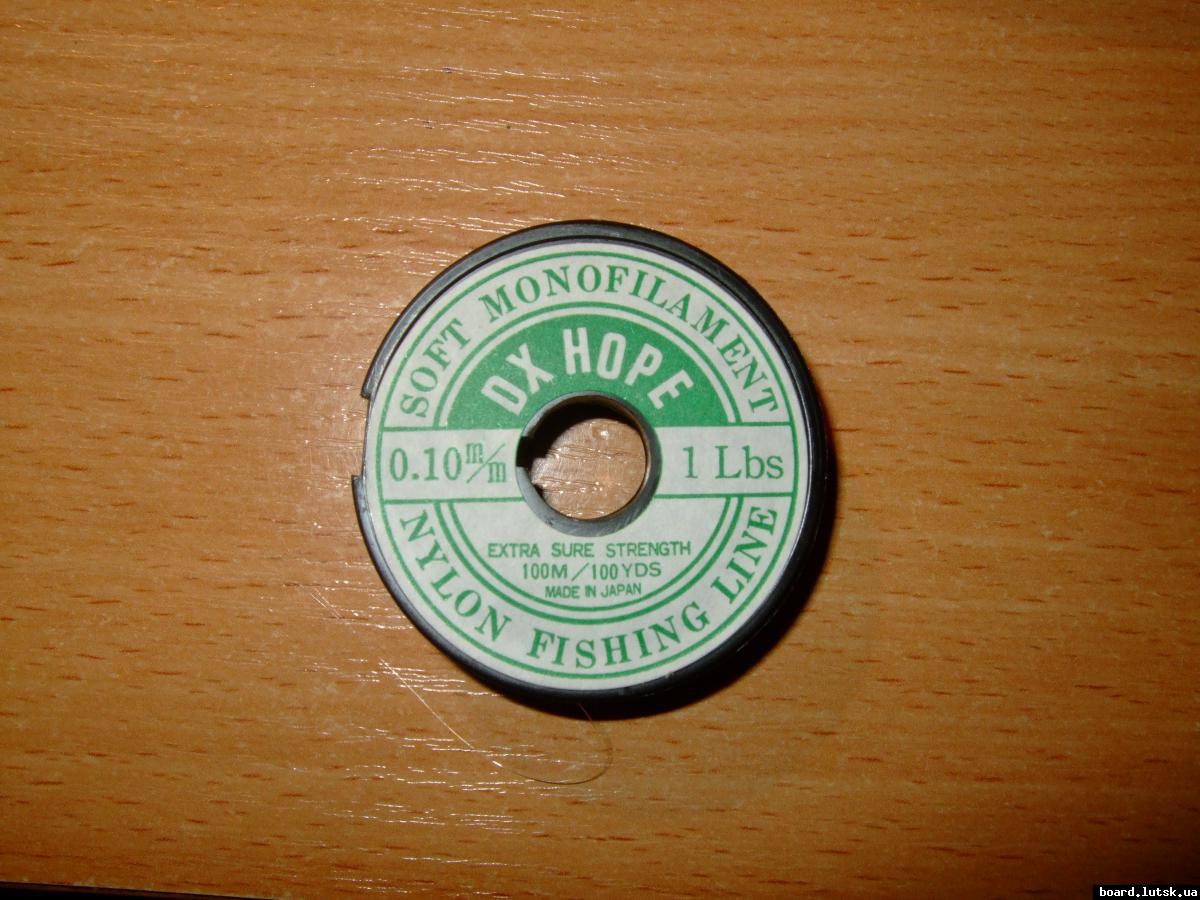 SOFT MONOFILAMENT
DX HOPE
0.10 m/m 1 Lbs
EXTRA SURE STRENGTH
100M/100YDS
MADE IN JAPAN
NYLON FISHING LINE
board.lutsk.ua